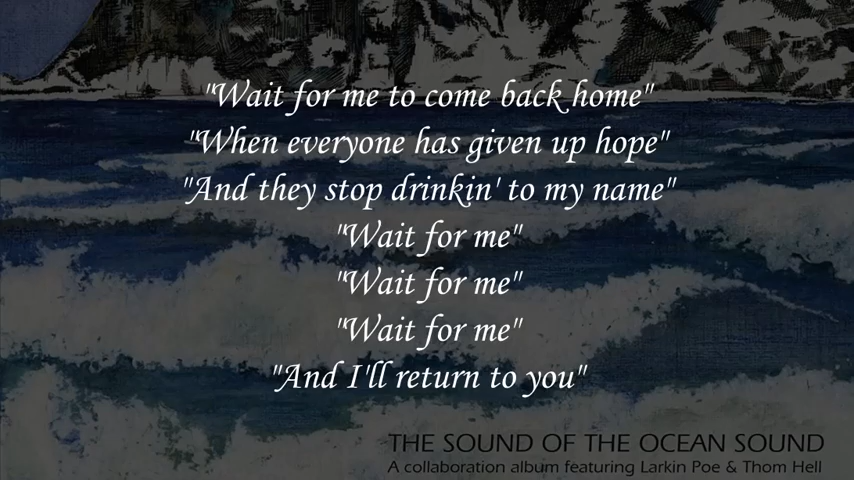 "Wait for me to come back home"
"When everyone has given up hope"
"And they stop drinkin' to my name"
"Wait for me"
"Wait for me"
"Wait for me"
"And I'll return to you"
THE SOUND OF THE OCEAN SOUND
A collaboration album featuring Larkin Poe & Thom Hell